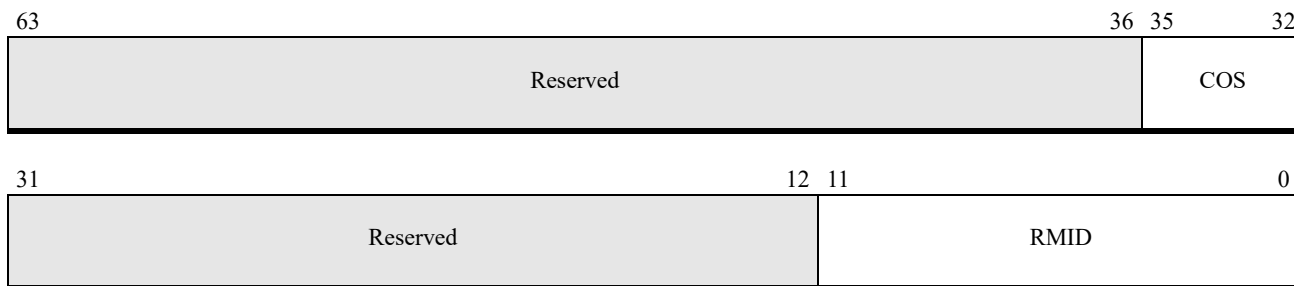 63 36 35 32
Reserved COS
31 12 11 0
Reserved RMID